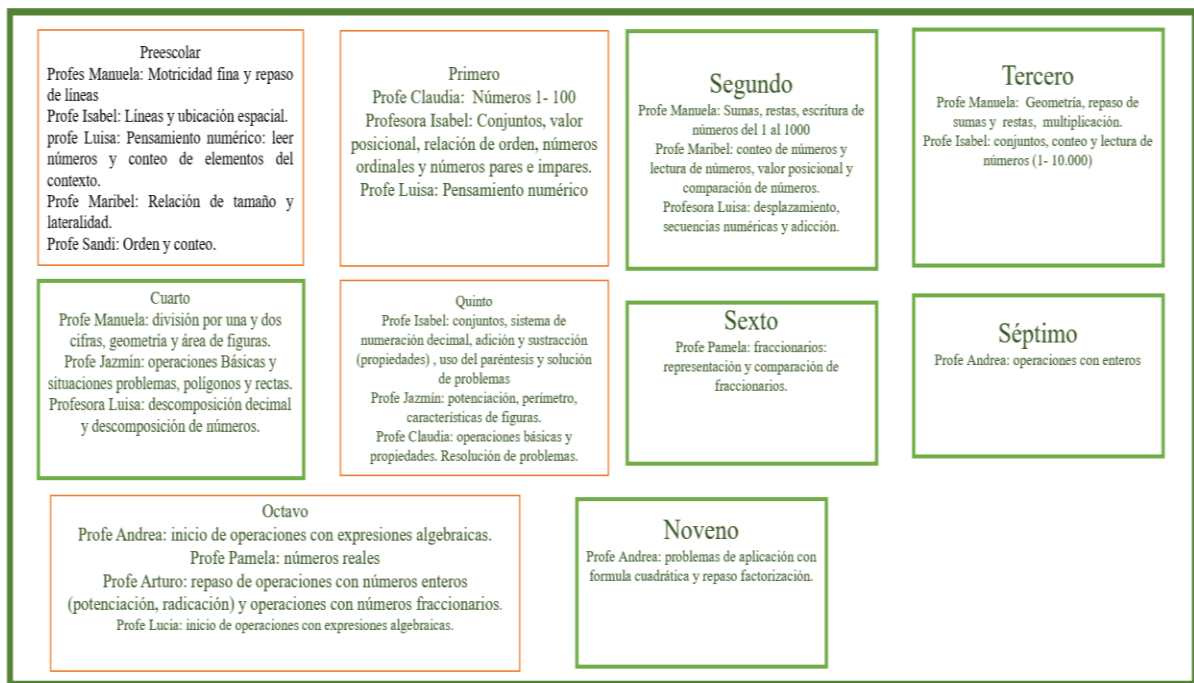 Preescolar
Profes Manuela: Motricidad fina y repaso
de líneas
Profe Isabel: Líneas y ubicación espacial.
profe Luisa: Pensamiento numérico: leer
números y conteo de elementos del
contexto.
Profe Maribel: Relación de tamaño y
lateralidad.
Profe Sandi: Orden y conteo.
Primero
Profe Claudia: Números 1- 100
Profesora Isabel: Conjuntos, valor
posicional, relación de orden, números
ordinales y números pares e impares.
Profe Luisa: Pensamiento numérico
Segundo
Profe Manuela: Sumas, restas, escritura de
números del 1 al 1000
Profe Maribel: conteo de números y
lectura de números, valor posicional y
comparación de números.
Profesora Luisa: desplazamiento,
secuencias numéricas y adicción.
Tercero
Profe Manuela: Geometría, repaso de
sumas y restas, multiplicación.
Profe Isabel: conjuntos, conteo y lectura de
números (1- 10.000)
Cuarto
Profe Manuela: división por una y dos
cifras, geometría y área de figuras.
Profe Jazmín: operaciones Básicas y
situaciones problemas, polígonos y rectas.
Profesora Luisa: descomposición decimal
y descomposición de números.
Quinto
Profe Isabel: conjuntos, sistema de
numeración decimal, adición y sustracción
(propiedades) , uso del paréntesis y solución
de problemas
Profe Jazmín: potenciación, perímetro,
características de figuras.
Profe Claudia: operaciones básicas y
propiedades. Resolución de problemas.
Sexto
Profe Pamela: fraccionarios:
representación y comparación de
fraccionarios.
Séptimo
Profe Andrea: operaciones con enteros
Octavo
Profe Andrea: inicio de operaciones con expresiones algebraicas.
Profe Pamela: números reales
Profe Arturo: repaso de operaciones con números enteros
(potenciación, radicación) y operaciones con números fraccionarios.
Profe Lucia: inicio de operaciones con expresiones algebraicas.
Noveno
Profe Andrea: problemas de aplicación con
formula cuadrática y repaso factorización.